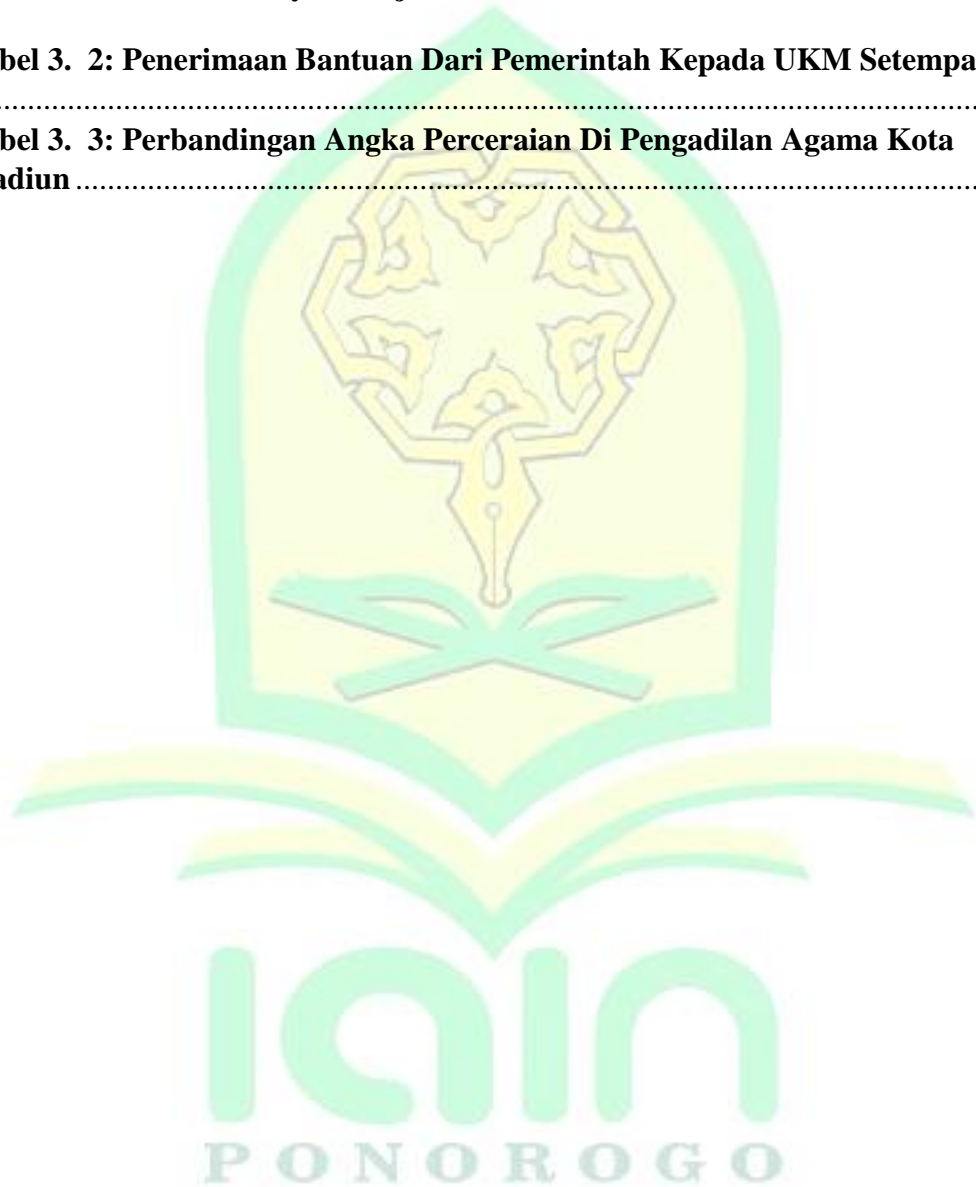 bel 3.  2: Penerimaan Bantuan Dari Pemerintah Kepada UKM Setempa
................................................................................................................
bel 3.  3: Perbandingan Angka Perceraian Di Pengadilan Agama Kota
adiun................................................................................................................
iain
PONOROGO